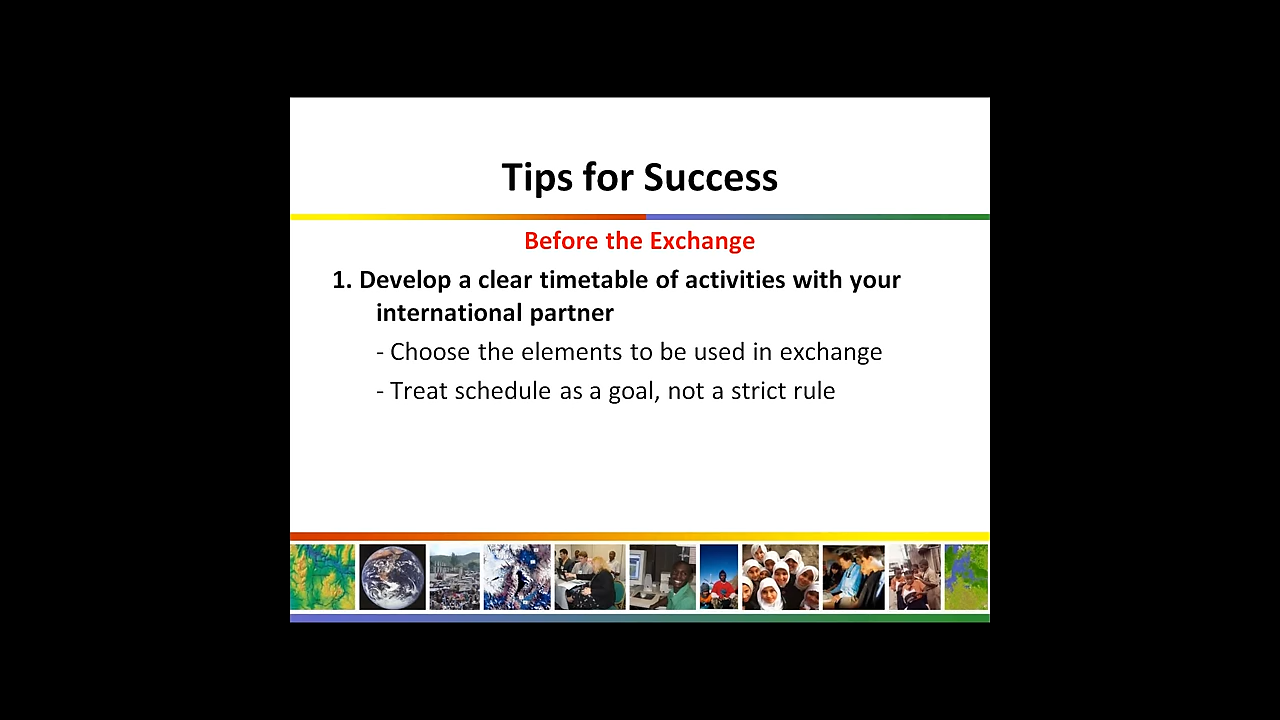 Tips for Success
Before the Exchange
1. Develop a clear timetable of activities with your
international partner
- Choose the elements to be used in exchange
- Treat schedule as a goal, not a strict rule